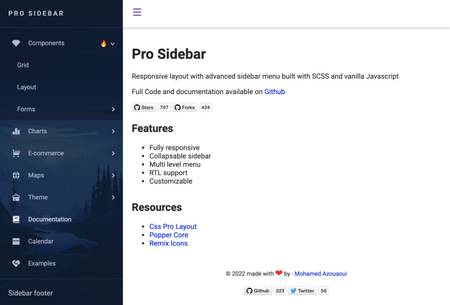 PRO SIDEBAR
Components
Grid
Layout
Forms
Charts
E-commerce
Maps
Theme
Documentation
Calendar
Examples
Sidebar footer
Pro Sidebar
Responsive layout with advanced sidebar menu built with SCSS and vanilla Javascript
Full Code and documentation available on Github
Stars 707 Forks 424
Features
Fully responsive
Collapsable sidebar
Multi level menu
RTL support
Customizable
Resources
Css Pro Layout
Popper Core
Remix Icons
© 2022 made with ❤ by - Mohamed Azouaoui
Github 323 Twitter 56